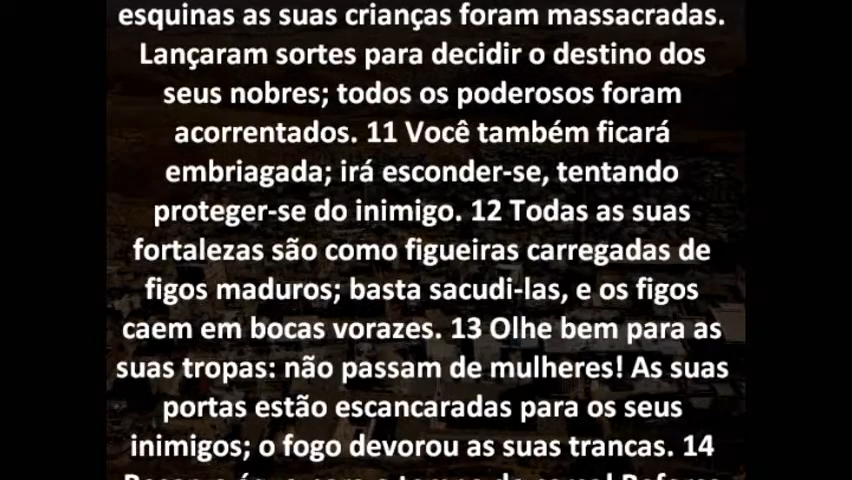 esquinas as suas crianças foram massacradas.
Lançaram sortes para decidir o destino dos
seus nobres; todos os poderosos foram
acorrentados. 11 Você também ficará
embriagada; irá esconder-se, tentando
proteger-se do inimigo. 12 Todas as suas
fortalezas são como figueiras carregadas de
figos maduros; basta sacudi-las, e os figos
caem em bocas vorazes. 13 Olhe bem para as
suas tropas: não passam de mulheres! As suas
portas estão escancaradas para os seus
inimigos; o fogo devorou as suas trancas. 14